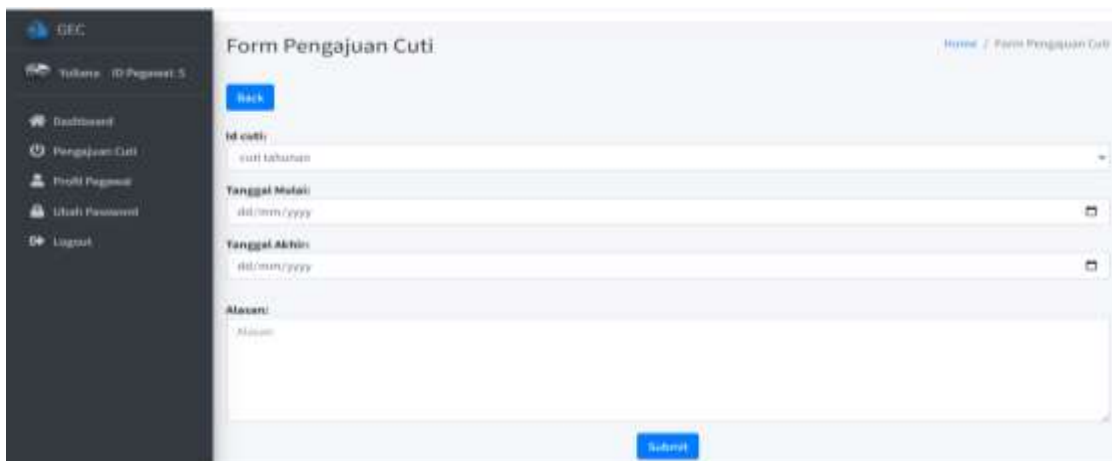 GEC
Yuliana ID Pegawai: 5
Dashboard
Pengajuan Cuti
Profil Pegawai
Ubah Password
Logout
Form Pengajuan Cuti
Home / Form Pengajuan Cuti
Back
Id cuti:
cuti tahunan
Tanggal Mulai:
dd/mm/yyyy
Tanggal Akhir:
dd/mm/yyyy
Alasan:
Alasan
Submit